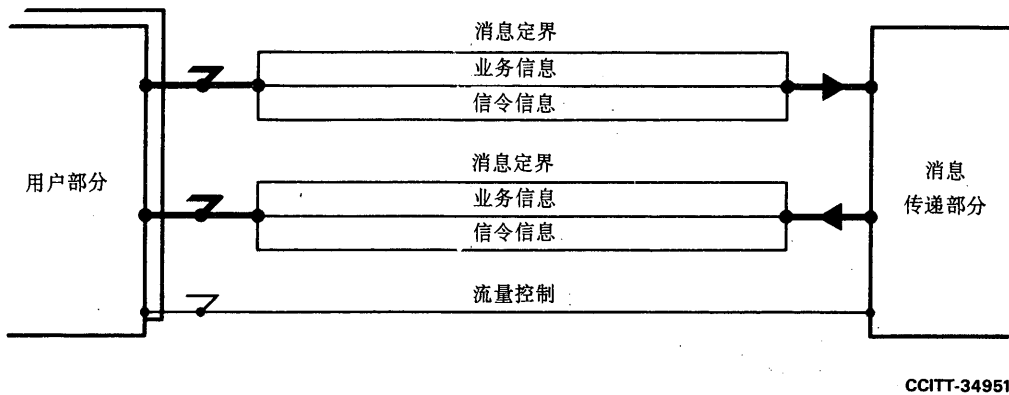 消息定界
业务信息
信令信息
用户部分
消息定界
业务信息
信令信息
消息
传递部分
流量控制
CCITT-34951